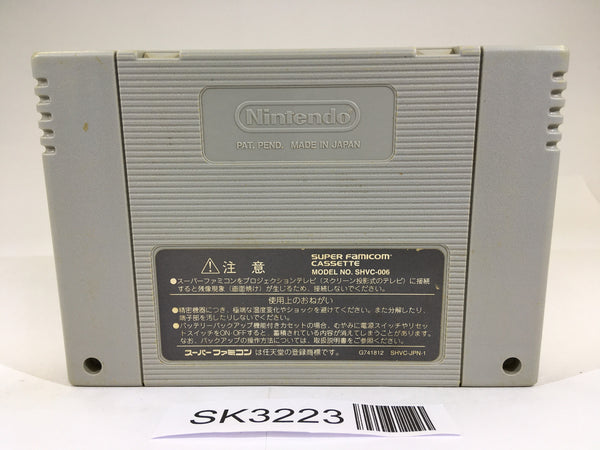 Nintendo
PAT. PEND. MADE IN JAPAN
注意
SUPER FAMICOM
CASSETTE
MODEL NO. SHVC-006
●スーパーファミコンをプロジェクションテレビ（スクリーン投影式のテレビ）に接続
すると残像現象（画面焼け）が生じるため、接続しないでください。
使用上のおねがい
●精密機器につき、極端な温度変化やショックを避けてください。また分解したり、
端子部を汚したりしないでください。
●バッテリーバックアップ機能付きカセットの場合、むやみに電源スイッチやリセ
ットスイッチをON・OFFすると、蓄積されている内容が消えてしまうことがあります。
なお、バックアップの操作方法については、取扱説明書をご参照ください。
スーパーファミコン は任天堂の登録商標です。 G741812 SHVC-JPN-1
SK3223